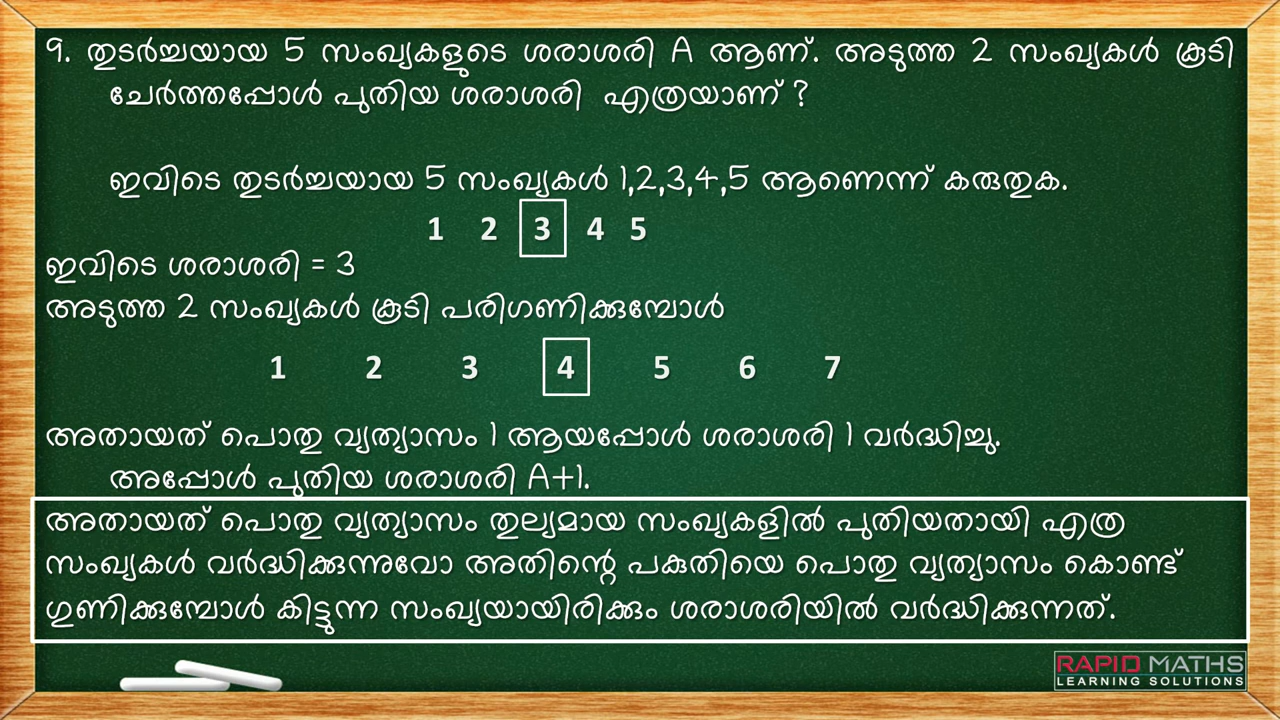 9. തുടർച്ചയായ 5 സംഖ്യകളുടെ ശരാശരി A ആണ്. അടുത്ത 2 സംഖ്യകൾ കൂടി
ചേർത്തപ്പോൾ പുതിയ ശരാശരി എത്രയാണ് ?
ഇവിടെ തുടർച്ചയായ 5 സംഖ്യകൾ 1,2,3,4,5 ആണെന്ന് കരുതുക.
1 2 3 4 5
ഇവിടെ ശരാശരി = 3
അടുത്ത 2 സംഖ്യകൾ കൂടി പരിഗണിക്കുമ്പോൾ
1 2 3 4 5 6 7
അതായത് പൊതു വ്യത്യാസം 1 ആയപ്പോൾ ശരാശരി 1 വർദ്ധിച്ചു.
അപ്പോൾ പുതിയ ശരാശരി A+1.
അതായത് പൊതു വ്യത്യാസം തുല്യമായ സംഖ്യകളിൽ പുതിയതായി എത്ര
സംഖ്യകൾ വർദ്ധിക്കുന്നുവോ അതിന്റെ പകുതിയെ പൊതു വ്യത്യാസം കൊണ്ട്
ഗുണിക്കുമ്പോൾ കിട്ടുന്ന സംഖ്യയായിരിക്കും ശരാശരിയിൽ വർദ്ധിക്കുന്നത്.
RAPID MATHS
LEARNING SOLUTIONS